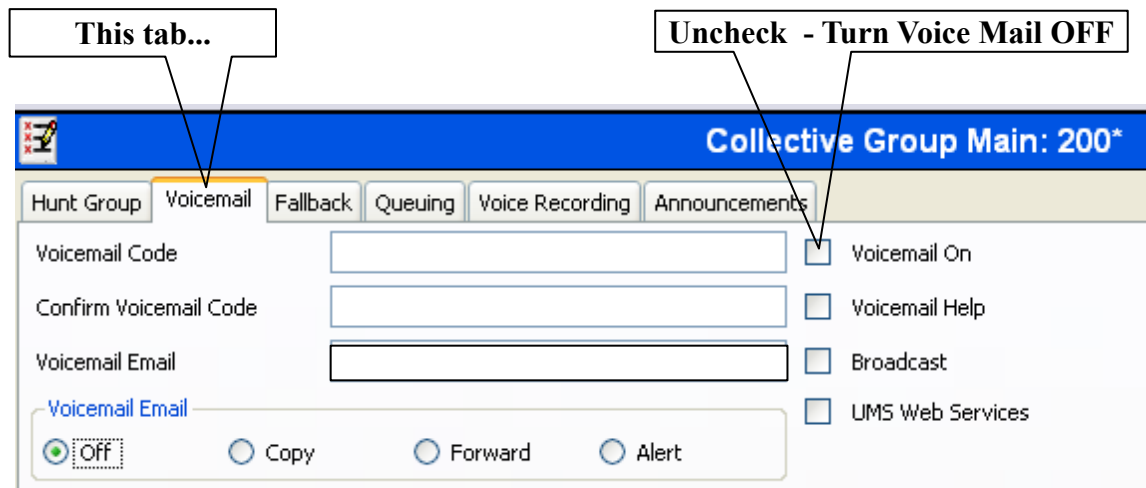 This tab...
Uncheck - Turn Voice Mail OFF
Collective Group Main: 200*
Hunt Group Voicemail Fallback Queuing Voice Recording Announcements
Voicemail Code
Voicemail On
Confirm Voicemail Code
Voicemail Help
Voicemail Email
Broadcast
Voicemail Email
UMS Web Services
Off Copy Forward Alert